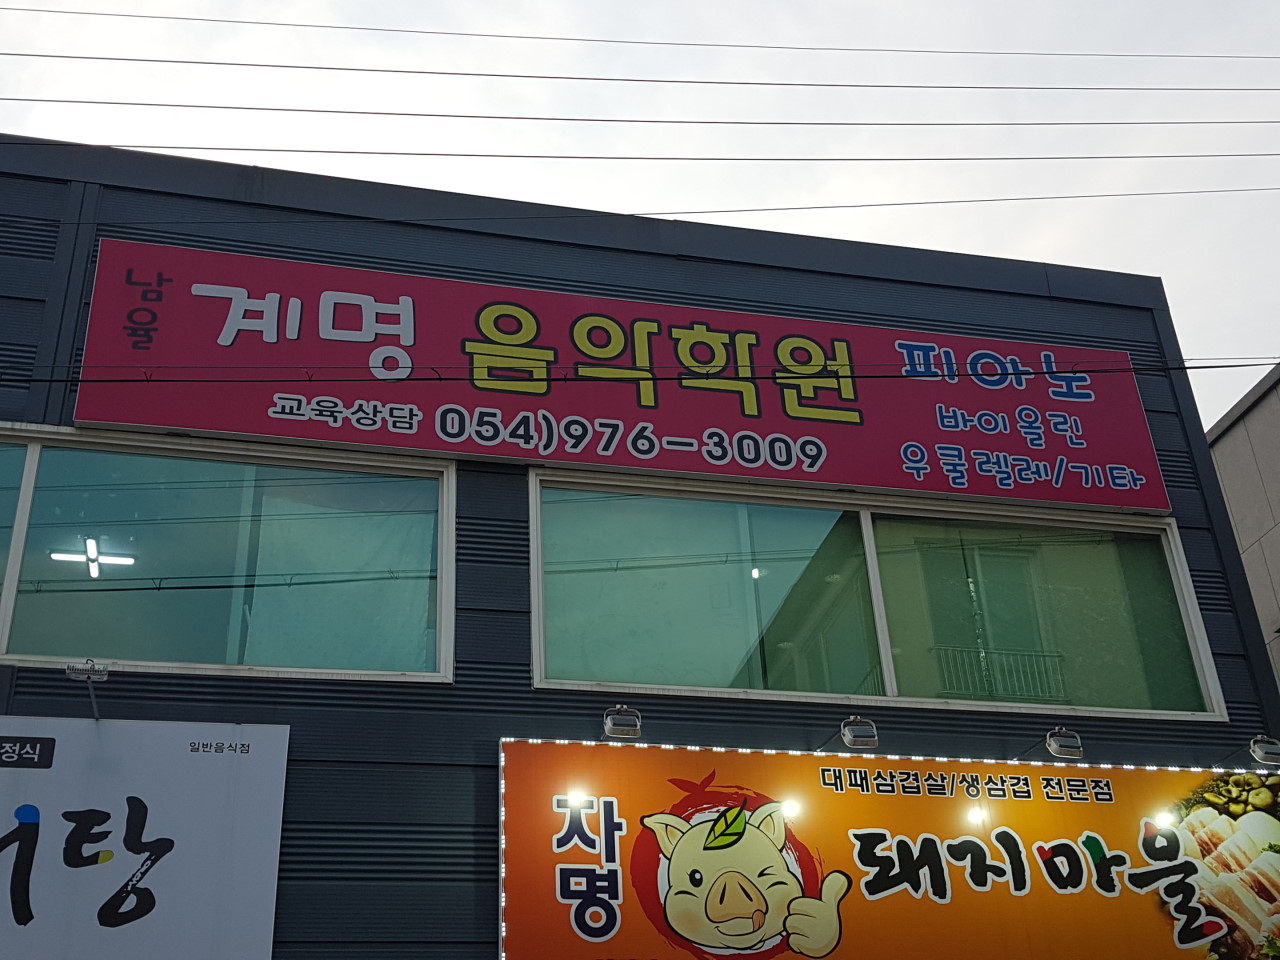 남율 계명 음악학원
교육상담 054)976-3009
피아노
바이올린
우쿨렐레/기타
정식
일반음식점
탕
대패삼겹살/생삼겹 전문점
자명
돼지마을